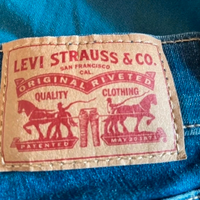 LEVI STRAUSS & CO.
SAN FRANCISCO
CAL.
ORIGINAL RIVETED
QUALITY CLOTHING
PATENTED MAY 20 1873